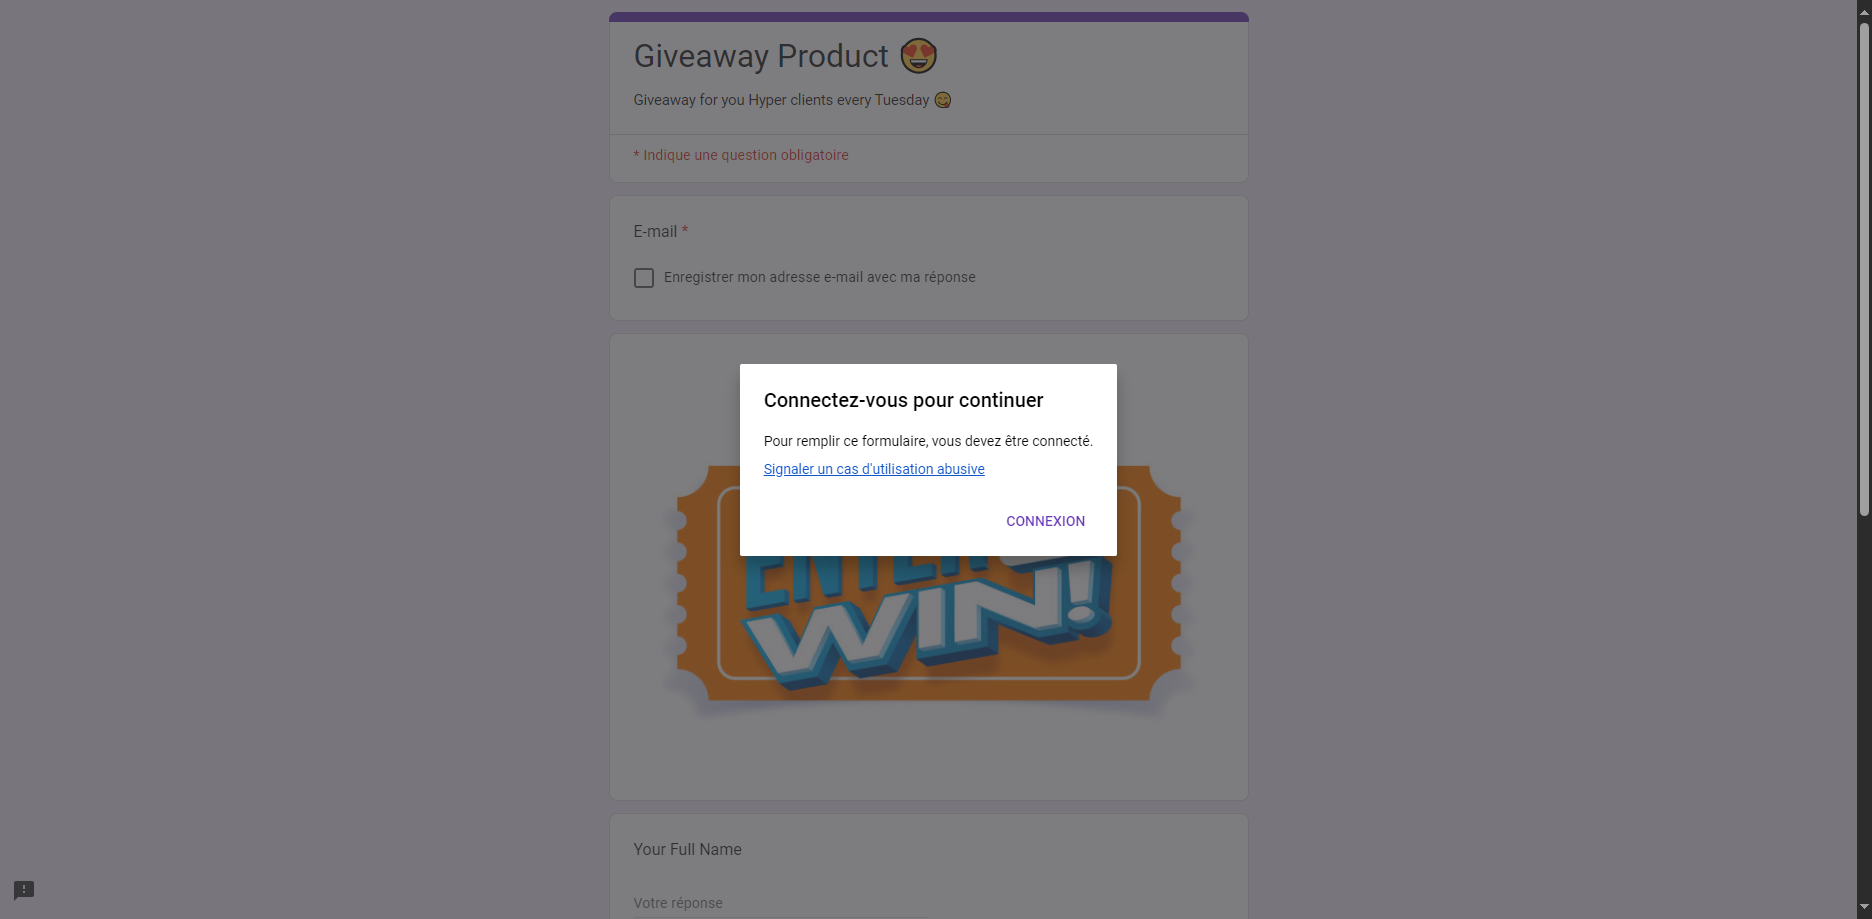 Giveaway Product 😍
Giveaway for you Hyper clients every Tuesday 😋
* Indique une question obligatoire
E-mail *
Enregistrer mon adresse e-mail avec ma réponse
Connectez-vous pour continuer
Pour remplir ce formulaire, vous devez être connecté.
Signaler un cas d'utilisation abusive
CONNEXION
ENTER
WIN!
Your Full Name
Votre réponse